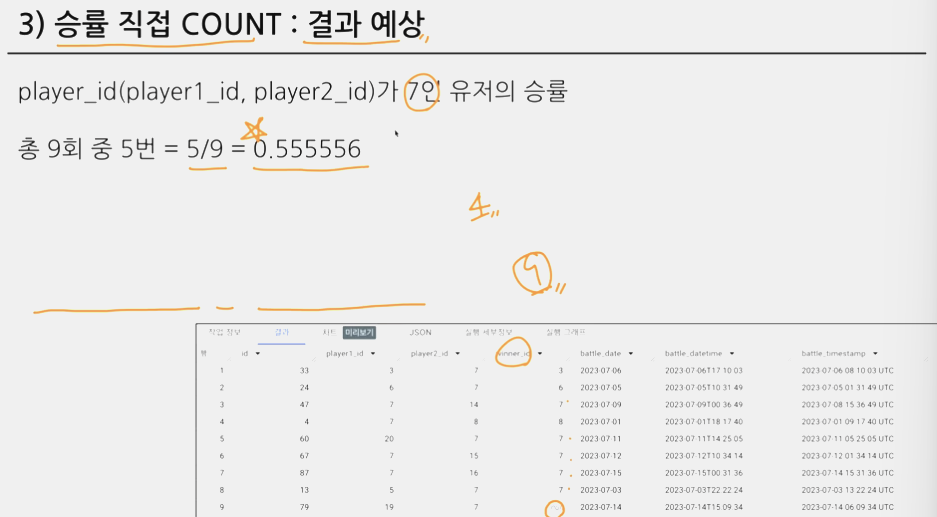 3) 승률 직접 COUNT : 결과 예상
player_id(player1_id, player2_id)가 7인 유저의 승률
총 9회 중 5번 = 5/9 = 0.555556
작업 정보 결과 차트 미리보기 JSON 실행 세부정보 실행 그래프
행 id player1_id player2_id winner_id battle_date battle_datetime battle_timestamp
1 33 3 7 3 2023-07-06 2023-07-06T17 10 03 2023-07-06 08 10 03 UTC
2 24 6 7 6 2023-07-05 2023-07-05T10 31 49 2023-07-05 01 31 49 UTC
3 47 7 14 7 2023-07-09 2023-07-09T00 36 49 2023-07-08 15 36 49 UTC
4 4 7 8 8 2023-07-01 2023-07-01T18 17 40 2023-07-01 09 17 40 UTC
5 60 20 7 7 2023-07-11 2023-07-11T14 25 05 2023-07-11 05 25 05 UTC
6 67 7 15 7 2023-07-12 2023-07-12T10 34 14 2023-07-12 01 34 14 UTC
7 87 7 16 7 2023-07-15 2023-07-15T00 31 36 2023-07-14 15 31 36 UTC
8 13 5 7 7 2023-07-03 2023-07-03T22 22 24 2023-07-03 13 22 24 UTC
9 79 19 7 2023-07-14 2023-07-14T15 09 34 2023-07-14 06 09 34 UTC